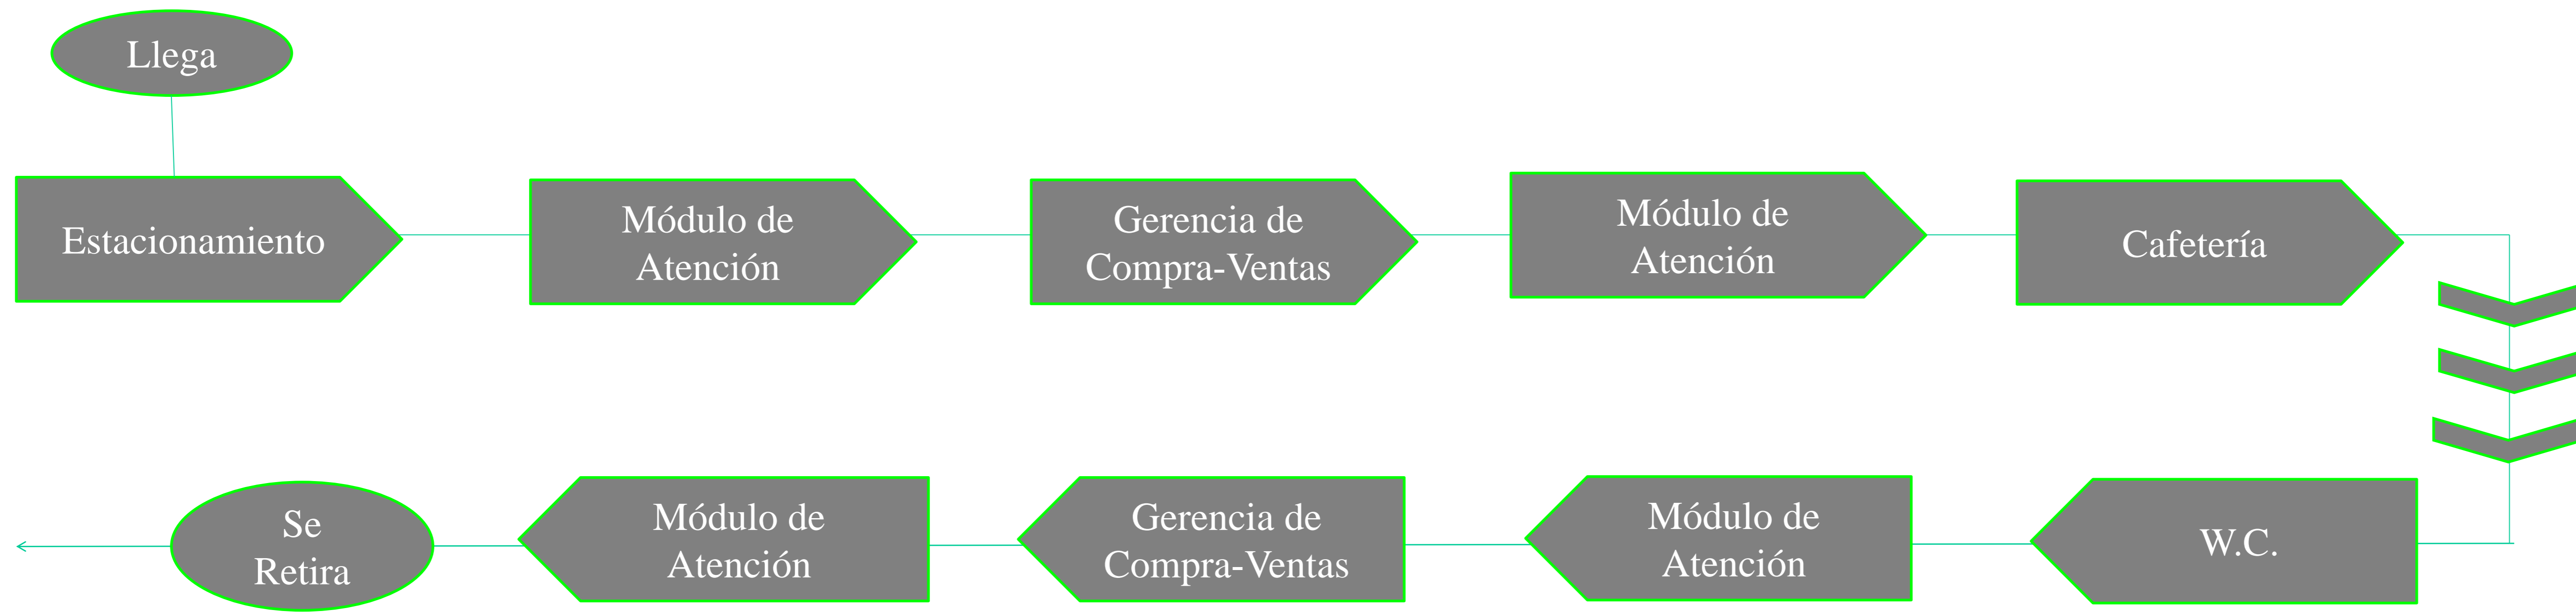 Llega
Estacionamiento
Módulo de
Atención
Gerencia de
Compra-Ventas
Módulo de
Atención
Cafetería
Se
Retira
Módulo de
Atención
Gerencia de
Compra-Ventas
Módulo de
Atención
W.C.